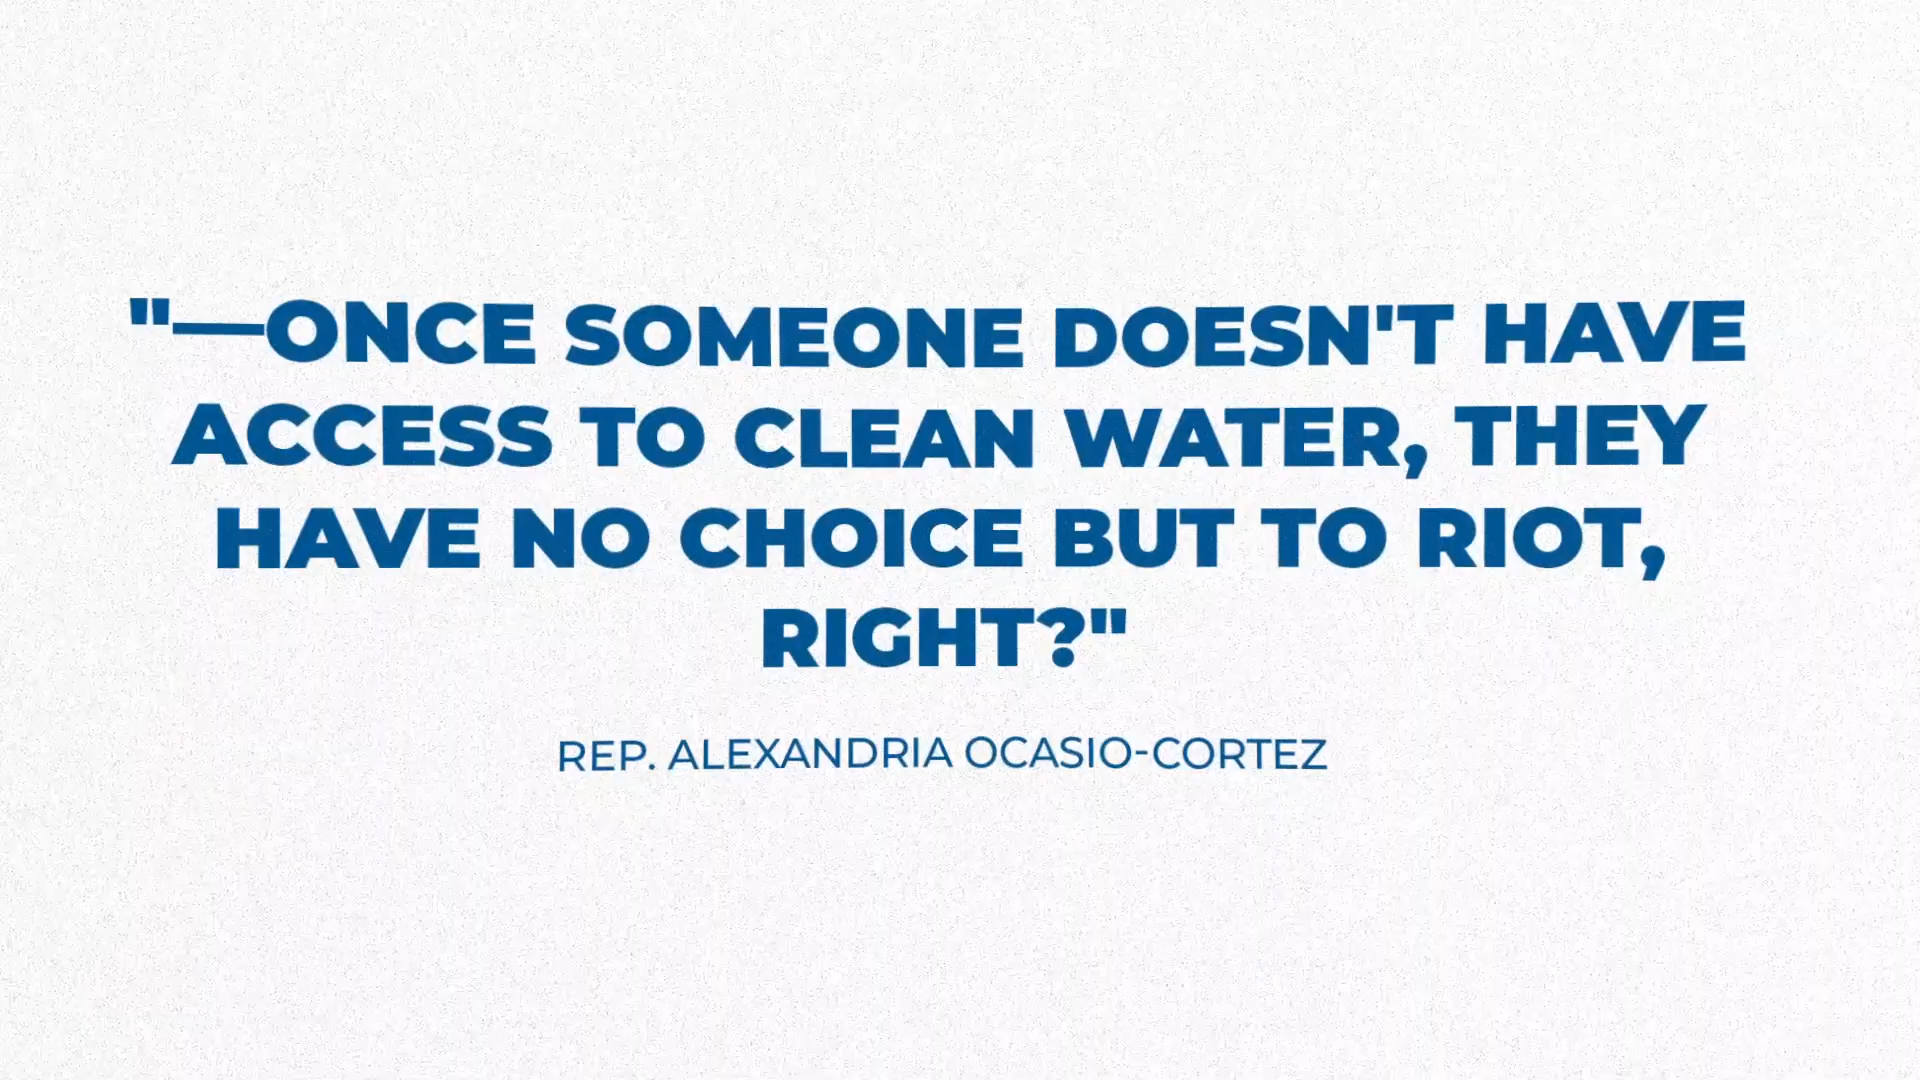 "—ONCE SOMEONE DOESN'T HAVE
ACCESS TO CLEAN WATER, THEY
HAVE NO CHOICE BUT TO RIOT,
RIGHT?"
REP. ALEXANDRIA OCASIO-CORTEZ